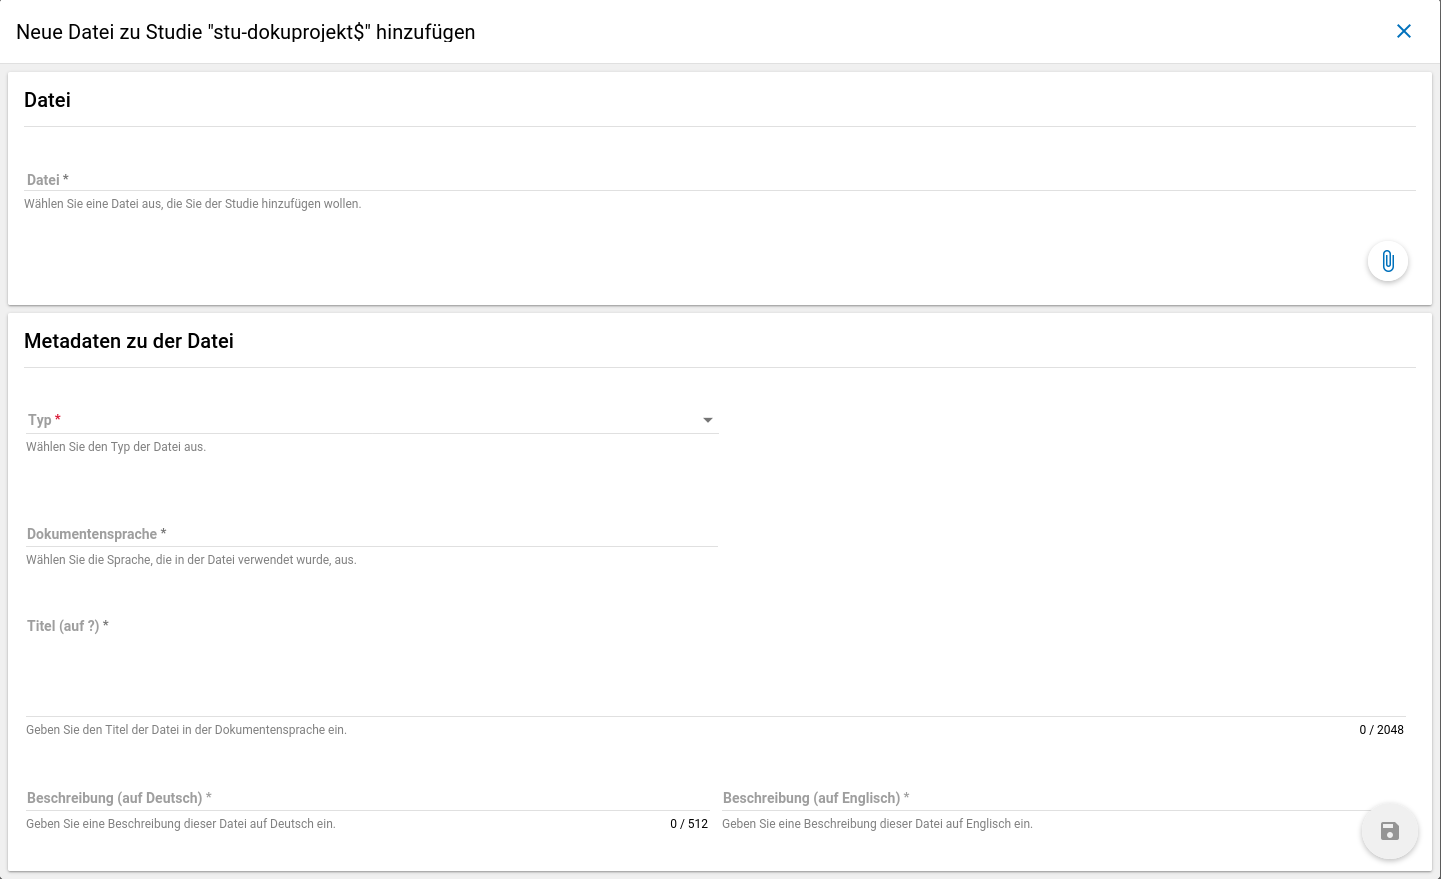 Neue Datei zu Studie "stu-dokuprojekt$" hinzufügen
Datei
Datei *
Wählen Sie eine Datei aus, die Sie der Studie hinzufügen wollen.
Metadaten zu der Datei
Typ *
Wählen Sie den Typ der Datei aus.
Dokumentensprache *
Wählen Sie die Sprache, die in der Datei verwendet wurde, aus.
Titel (auf ?) *
Geben Sie den Titel der Datei in der Dokumentensprache ein. 0 / 2048
Beschreibung (auf Deutsch) * Beschreibung (auf Englisch) *
Geben Sie eine Beschreibung dieser Datei auf Deutsch ein. 0 / 512 Geben Sie eine Beschreibung dieser Datei auf Englisch ein.